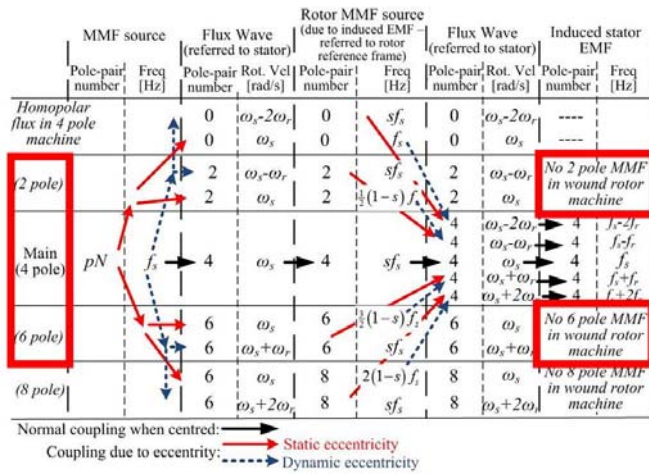 MMF source
Flux Wave
(referred to stator)
Rotor MMF source
(due to induced EMF –
referred to rotor
reference frame)
Flux Wave
(referred to stator)
Induced stator
EMF
Pole-pair number Freq [Hz] Pole-pair number Rot. Vel [rad/s] Pole-pair number Freq [Hz] Pole-pair number Rot. Vel [rad/s] Pole-pair number Freq [Hz]
Homopolar
flux in 4 pole
machine
0 ωs-2ωr 0 sfs 0 ωs-2ωr ----
0 ωs 0 fs 0 ωs ----
(2 pole)
2 ωs-ωr 2 sfs 2 ωs-ωr
2 ωs 2 ½(1-s)fs 2 ωs
No 2 pole MMF
in wound rotor
machine
Main
(4 pole)
pN fs 4 ωs 4 sfs
4 ωs-2ωr 4 fs-2fr
4 ωs-ωr 4 fs-fr
4 ωs 4 fs
4 ωs+ωr 4 fs+fr
4 ωs+2ω 4 fs+2f
(6 pole)
6 ωs 6 (1-s)fs 6 ωs
6 ωs+ωr 6 sfs 6 ωs+ωr
No 6 pole MMF
in wound rotor
machine
(8 pole)
6 ωs 8 2(1-s)fs 8 ωs
6 ωs+2ωr 8 sfs 8 ωs+2ωr
No 8 pole MMF
in wound rotor
machine
Normal coupling when centred:
Coupling due to eccentricity:
Static eccentricity
Dynamic eccentricity